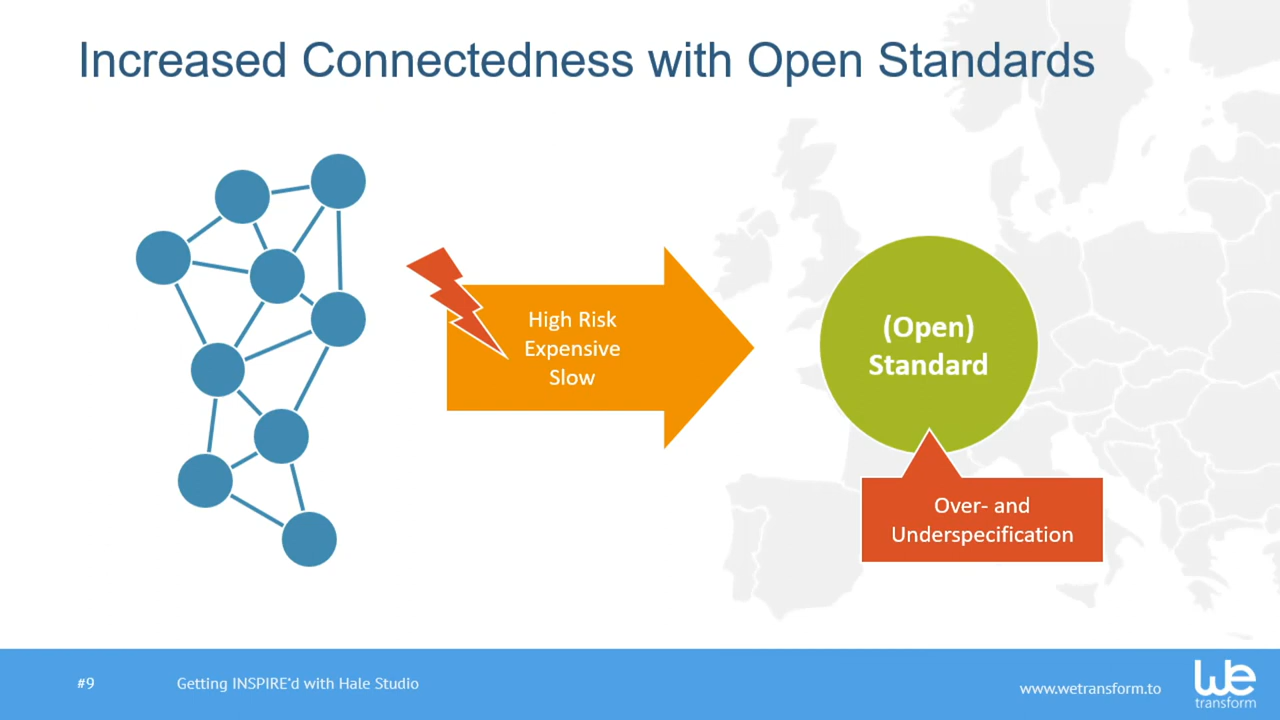 Increased Connectedness with Open Standards
High Risk
Expensive
Slow
(Open)
Standard
Over- and
Underspecification
#9
Getting INSPIRE'd with Hale Studio
www.wetransform.to
we
transform